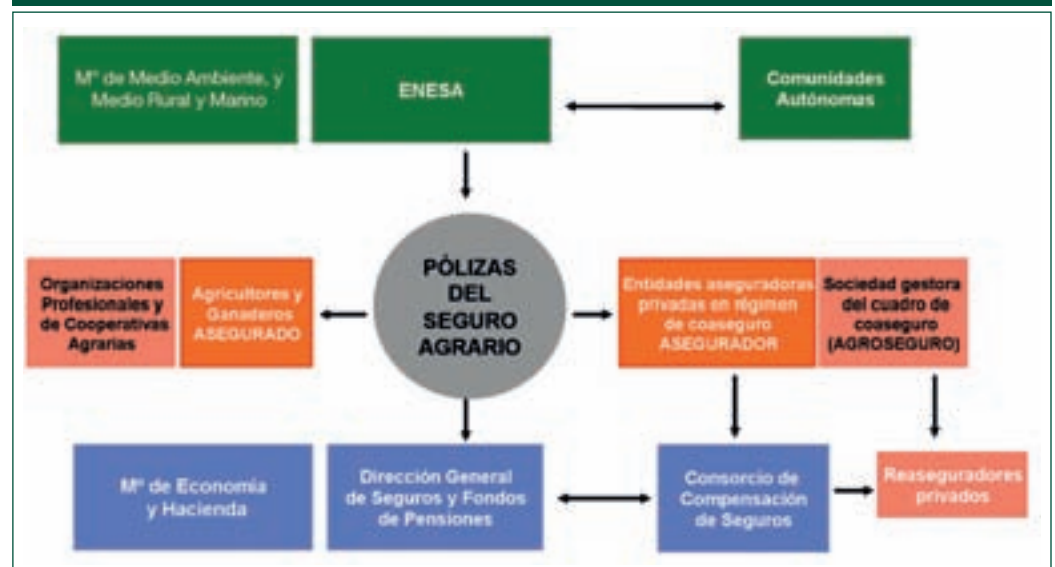 Mº de Medio Ambiente, y
Medio Rural y Marino
ENESA
Comunidades
Autónomas
PÓLIZAS
DEL
SEGURO
AGRARIO
Organizaciones
Profesionales y
de Cooperativas
Agrarias
Agricultores y
Ganaderos
ASEGURADO
Entidades aseguradoras
privadas en régimen
de coaseguro
ASEGURADOR
Sociedad gestora
del cuadro de
coaseguro
(AGROSEGURO)
Mº de Economía
y Hacienda
Dirección General
de Seguros y Fondos
de Pensiones
Consorcio de
Compensación
de Seguros
Reaseguradores
privados